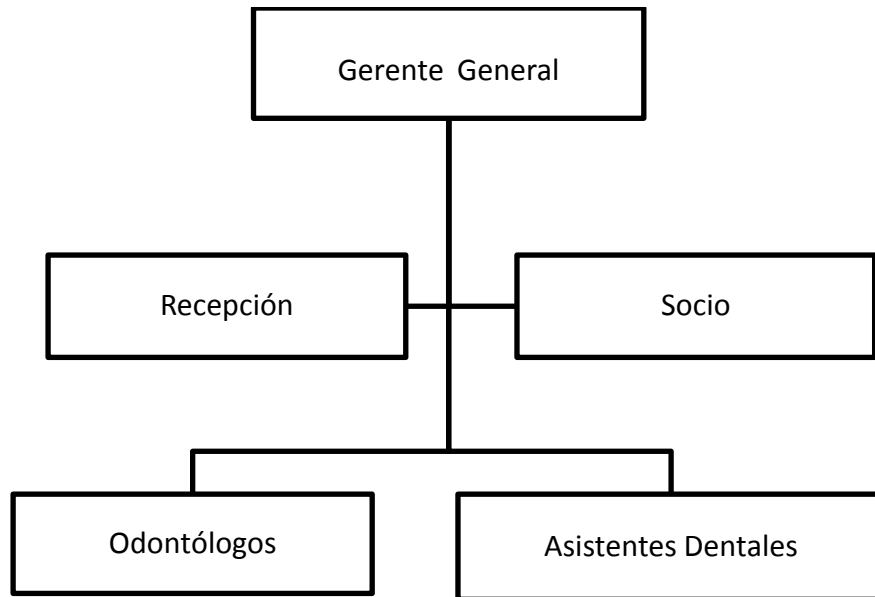 Gerente General
Recepción
Socio
Odontólogos
Asistentes Dentales